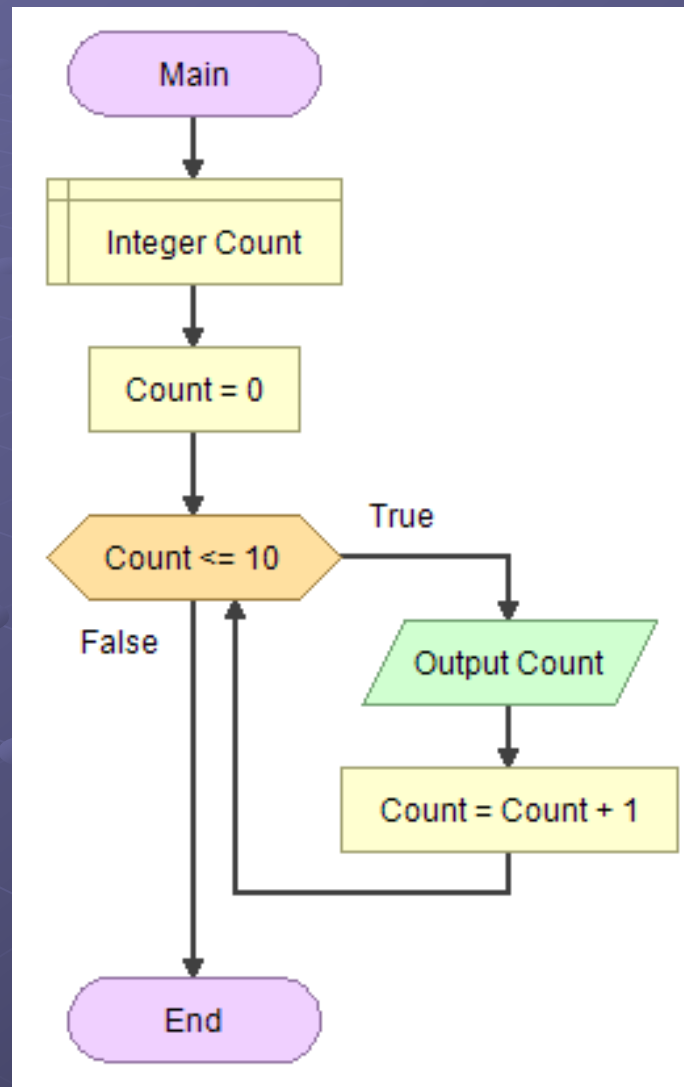 Main
Integer Count
Count = 0
Count <= 10
True
False
Output Count
Count = Count + 1
End